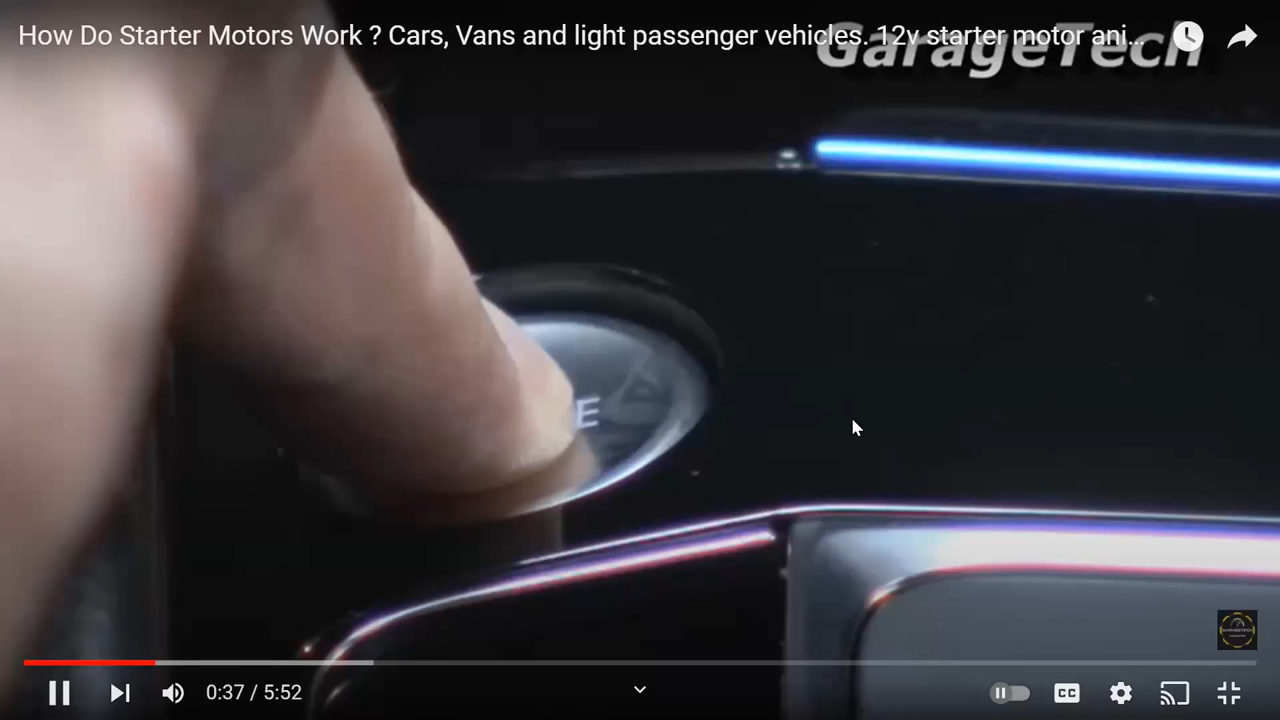 How Do Starter Motors Work ? Cars, Vans and light passenger vehicles. 12v starter motor ani...
GarageTech
E
0:37 / 5:52
CC